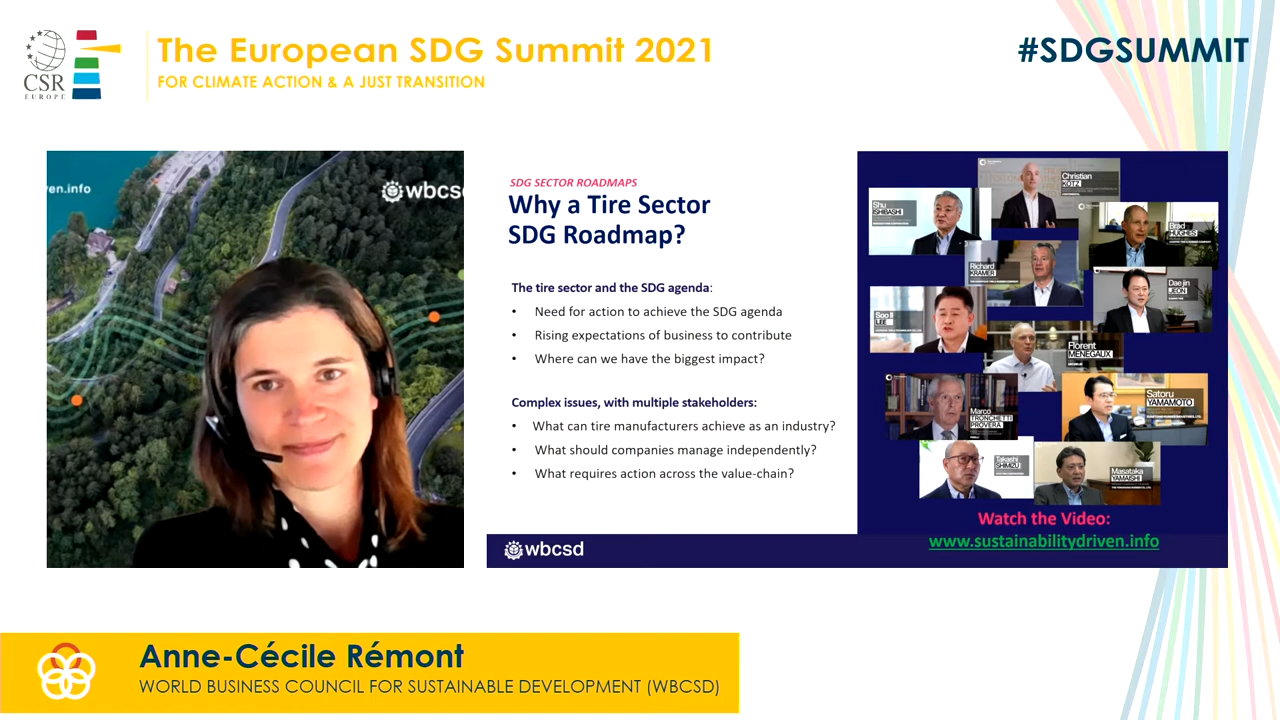 The European SDG Summit 2021
FOR CLIMATE ACTION & A JUST TRANSITION
#SDGSUMMIT
CSR
EUROPE
ven.info
wbcsd
SDG SECTOR ROADMAPS
Why a Tire Sector
SDG Roadmap?
The tire sector and the SDG agenda:
• Need for action to achieve the SDG agenda
• Rising expectations of business to contribute
• Where can we have the biggest impact?
Complex issues, with multiple stakeholders:
• What can tire manufacturers achieve as an industry?
• What should companies manage independently?
• What requires action across the value-chain?
wbcsd
Christian
KÖTZ
Shu
ISHIBASHI
Brad
HUGHES
Richard
KRAMER
Dae jin
JEON
Soo Il
LEE
Florent
MENEGAUX
Marco
TRONCHETTI
PROVERA
Satoru
YAMAMOTO
Takashi
SHIMIZU
Masataka
YAMAISHI
Watch the Video:
www.sustainabilitydriven.info
Anne-Cécile Rémont
WORLD BUSINESS COUNCIL FOR SUSTAINABLE DEVELOPMENT (WBCSD)